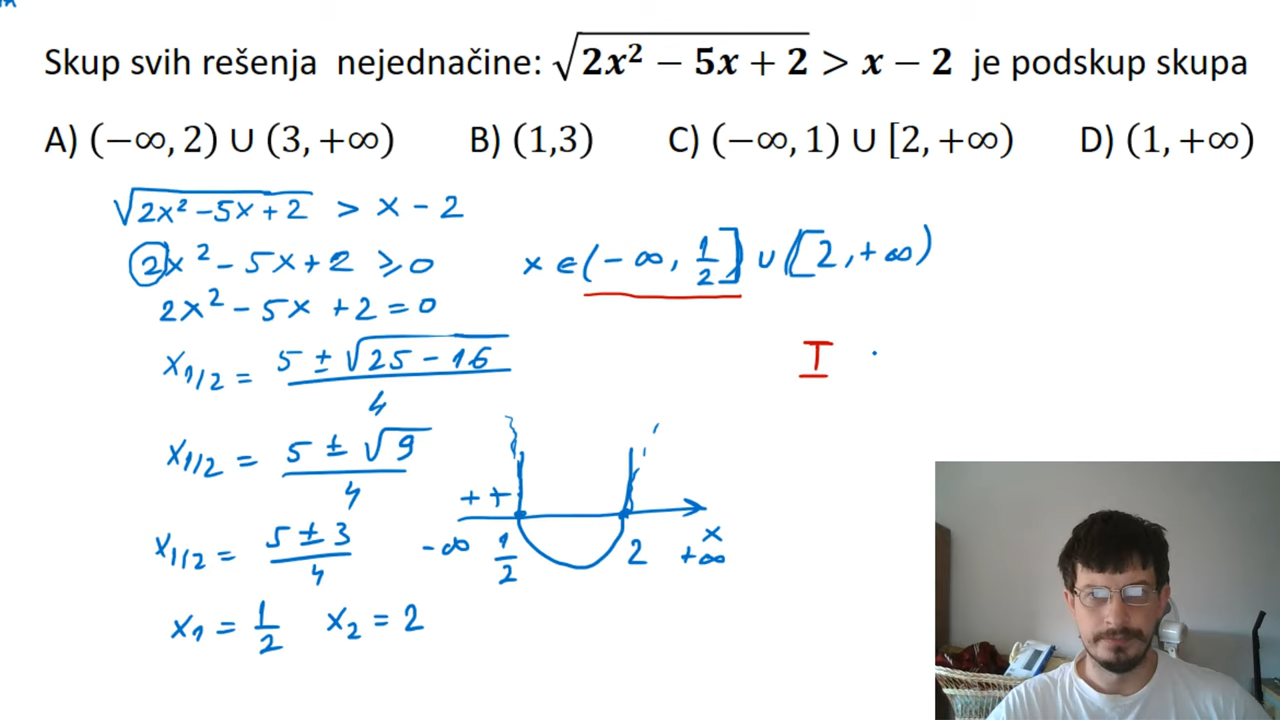 Skup svih rešenja nejednačine: √(2x² − 5x + 2) > x − 2 je podskup skupa
A) (−∞, 2) ∪ (3, +∞) B) (1,3) C) (−∞, 1) ∪ [2, +∞) D) (1, +∞)
√(2x² − 5x + 2) > x − 2
2x² − 5x + 2 ≥ 0 x ∈ (−∞, 1/2] ∪ [2, +∞)
2x² − 5x + 2 = 0
x₁/₂ = (5 ± √(25 − 16))/4 I
x₁/₂ = (5 ± √9)/4
x₁/₂ = (5 ± 3)/4
++
−∞ 1/2 2 x +∞
x₁ = 1/2 x₂ = 2